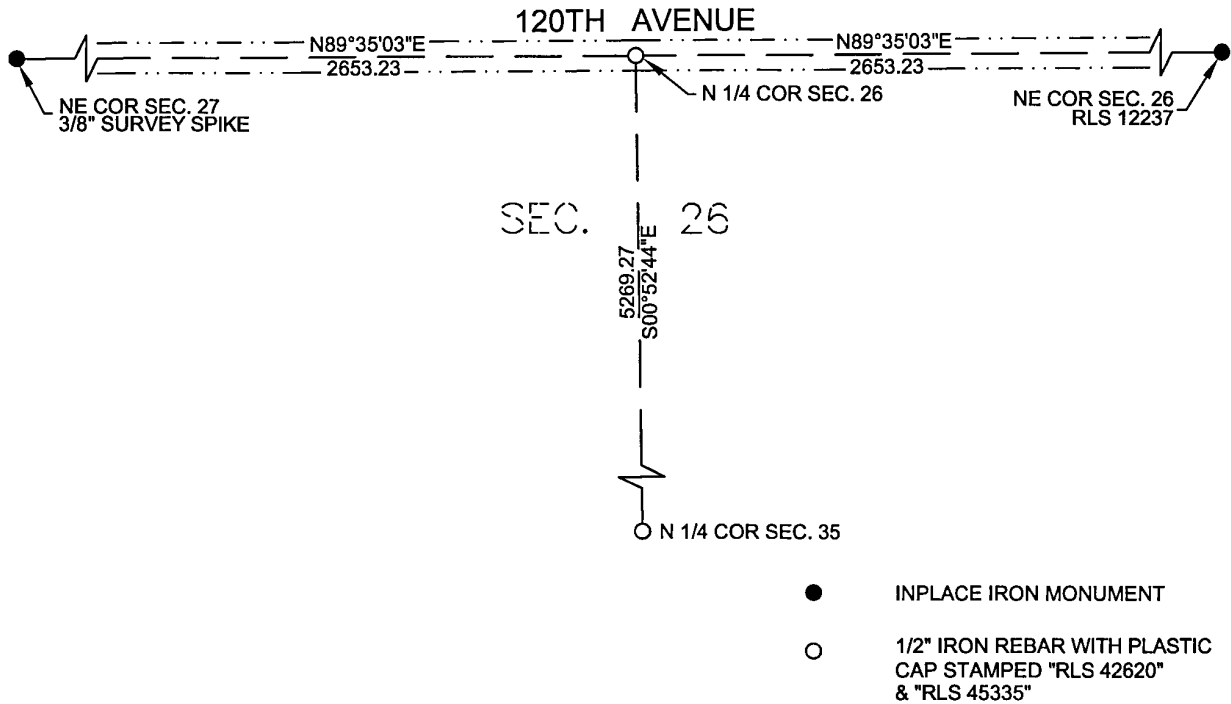 120TH AVENUE
N89°35'03"E
2653.23
N89°35'03"E
2653.23
NE COR SEC. 27
3/8" SURVEY SPIKE
N 1/4 COR SEC. 26
NE COR SEC. 26
RLS 12237
SEC. 26
5269.27
S00°52'44"E
N 1/4 COR SEC. 35
INPLACE IRON MONUMENT
1/2" IRON REBAR WITH PLASTIC
CAP STAMPED "RLS 42620"
& "RLS 45335"